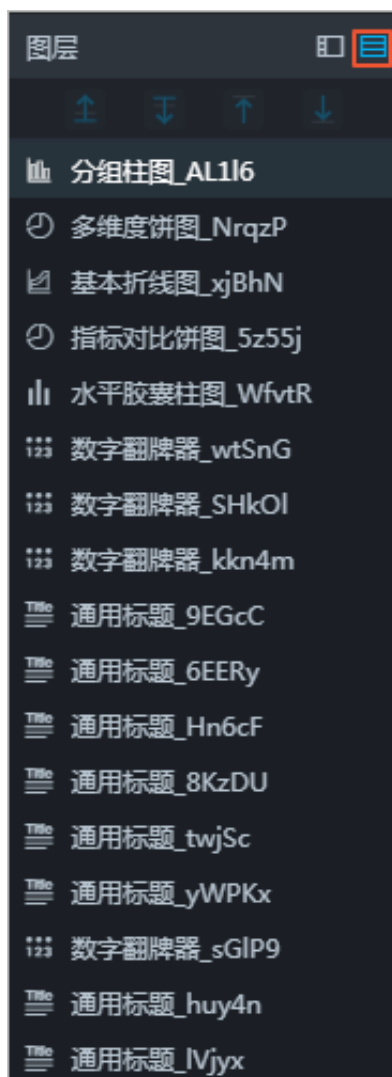 图层
分组柱图_AL1l6
多维度饼图_NrqzP
基本折线图_xjBhN
指标对比饼图_5z55j
水平胶囊柱图_WfvtR
数字翻牌器_wtSnG
数字翻牌器_SHkOl
数字翻牌器_kkn4m
通用标题_9EGcC
通用标题_6EERy
通用标题_Hn6cF
通用标题_8KzDU
通用标题_twjSc
通用标题_yWPKx
数字翻牌器_sGlP9
通用标题_huy4n
通用标题_lVjyx